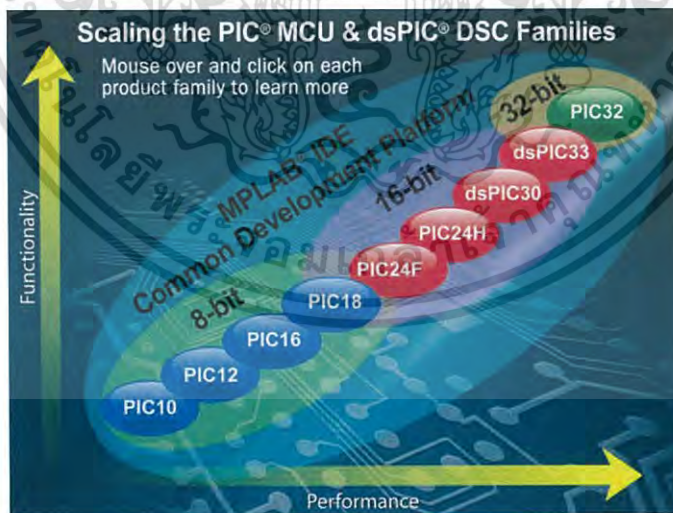 Scaling the PIC® MCU & dsPIC® DSC Families
Mouse over and click on each
product family to learn more
Functionality
MPLAB® IDE
Common Development Platform
32-bit
PIC32
dsPIC33
16-bit
dsPIC30
PIC24H
PIC24F
8-bit
PIC18
PIC16
PIC12
PIC10
Performance